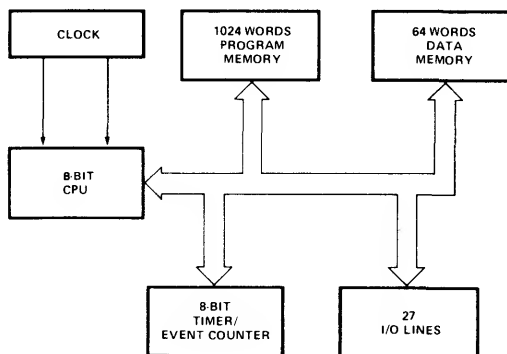 CLOCK
1024 WORDS
PROGRAM
MEMORY
64 WORDS
DATA
MEMORY
8-BIT
CPU
8-BIT
TIMER/
EVENT COUNTER
27
I/O LINES